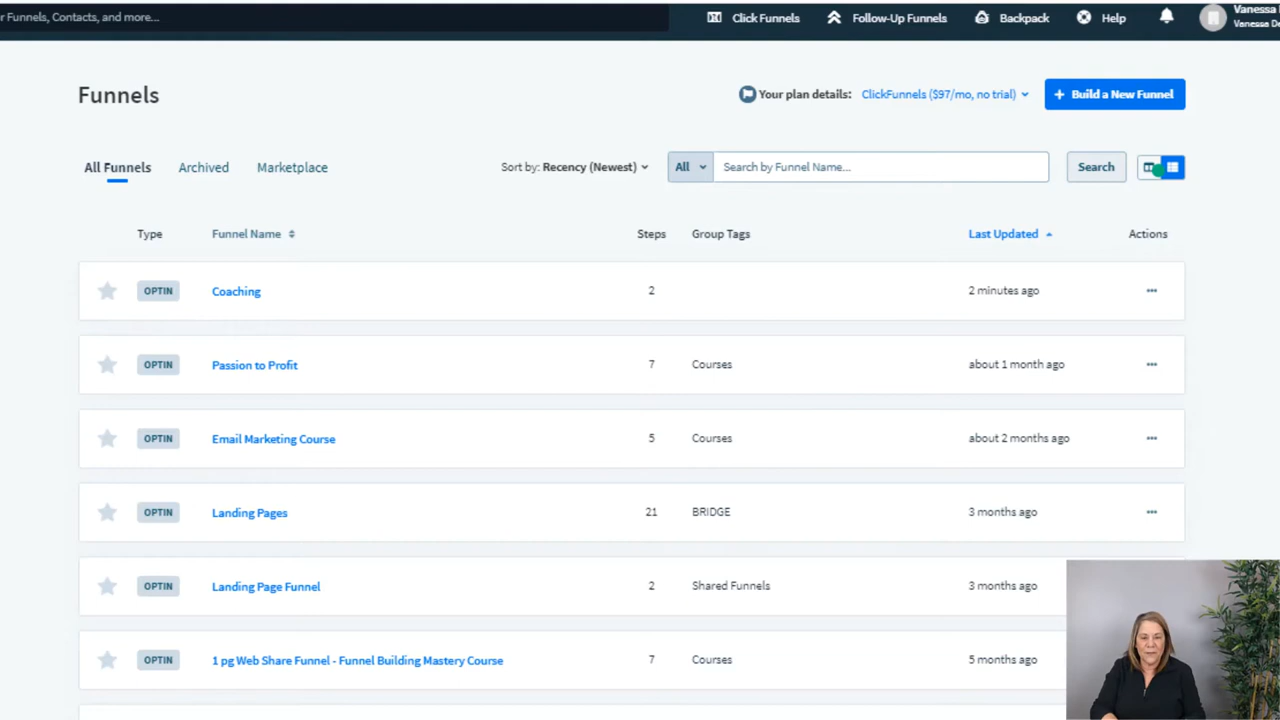 r Funnels, Contacts, and more...
Click Funnels
Follow-Up Funnels
Backpack
Help
Vanessa
Vanessa De
Funnels
Your plan details: ClickFunnels ($97/mo, no trial)
+ Build a New Funnel
All Funnels
Archived
Marketplace
Sort by: Recency (Newest)
All
Search by Funnel Name...
Search
Type Funnel Name Steps Group Tags Last Updated Actions
OPTIN Coaching 2 2 minutes ago ...
OPTIN Passion to Profit 7 Courses about 1 month ago ...
OPTIN Email Marketing Course 5 Courses about 2 months ago ...
OPTIN Landing Pages 21 BRIDGE 3 months ago ...
OPTIN Landing Page Funnel 2 Shared Funnels 3 months ago
OPTIN 1 pg Web Share Funnel - Funnel Building Mastery Course 7 Courses 5 months ago